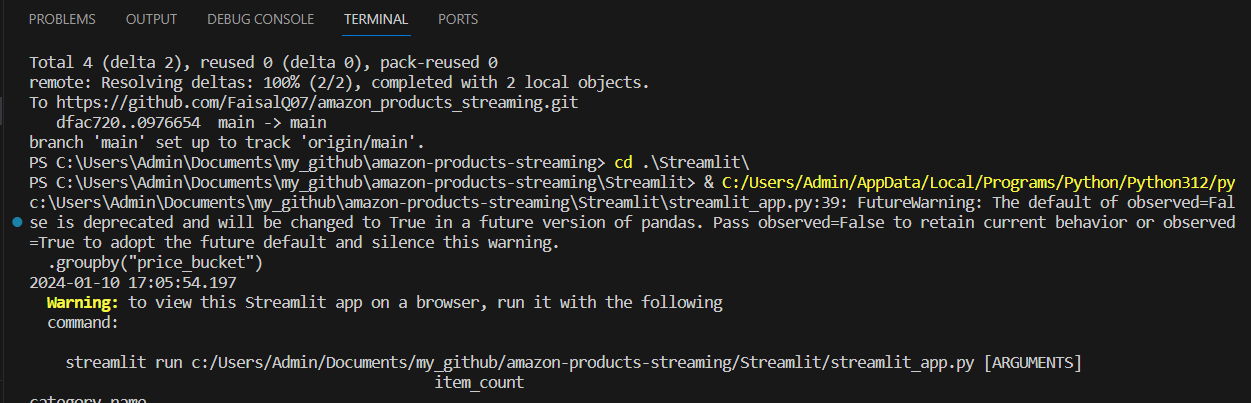 PROBLEMS OUTPUT DEBUG CONSOLE TERMINAL PORTS
Total 4 (delta 2), reused 0 (delta 0), pack-reused 0
remote: Resolving deltas: 100% (2/2), completed with 2 local objects.
To https://github.com/FaisalQ07/amazon_products_streaming.git
dfac720..0976654 main -> main
branch 'main' set up to track 'origin/main'.
PS C:\Users\Admin\Documents\my_github\amazon-products-streaming> cd .\Streamlit\
PS C:\Users\Admin\Documents\my_github\amazon-products-streaming\Streamlit> & C:/Users/Admin/AppData/Local/Programs/Python/Python312/py
c:\Users\Admin\Documents\my_github\amazon-products-streaming\Streamlit\streamlit_app.py:39: FutureWarning: The default of observed=Fal
se is deprecated and will be changed to True in a future version of pandas. Pass observed=False to retain current behavior or observed
=True to adopt the future default and silence this warning.
.groupby("price_bucket")
2024-01-10 17:05:54.197
Warning: to view this Streamlit app on a browser, run it with the following
command:
streamlit run c:/Users/Admin/Documents/my_github/amazon-products-streaming/Streamlit/streamlit_app.py [ARGUMENTS]
item_count
category_name